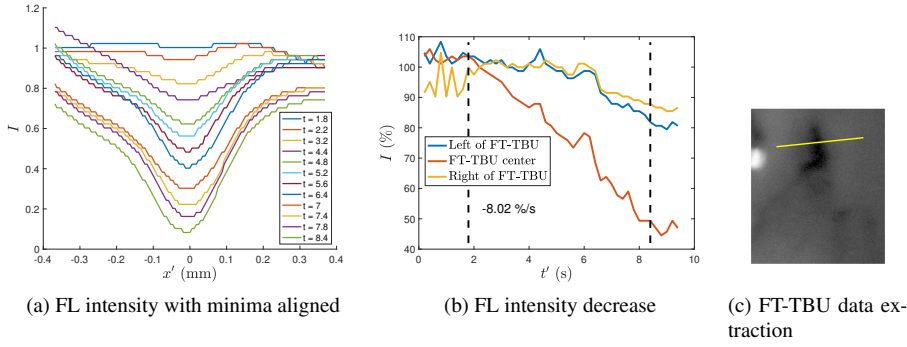 1.2
1
0.8
0.6
0.4
0.2
0
I
t = 1.8
t = 2.2
t = 3.2
t = 4.4
t = 4.8
t = 5.2
t = 5.6
t = 6.4
t = 7
t = 7.4
t = 7.8
t = 8.4
-0.4 -0.3 -0.2 -0.1 0 0.1 0.2 0.3 0.4
x′ (mm)
(a) FL intensity with minima aligned
110
100
90
80
70
60
50
40
I (%)
Left of FT-TBU
FT-TBU center
Right of FT-TBU
-8.02 %/s
0 2 4 6 8 10
t′ (s)
(b) FL intensity decrease
(c) FT-TBU data ex-
traction